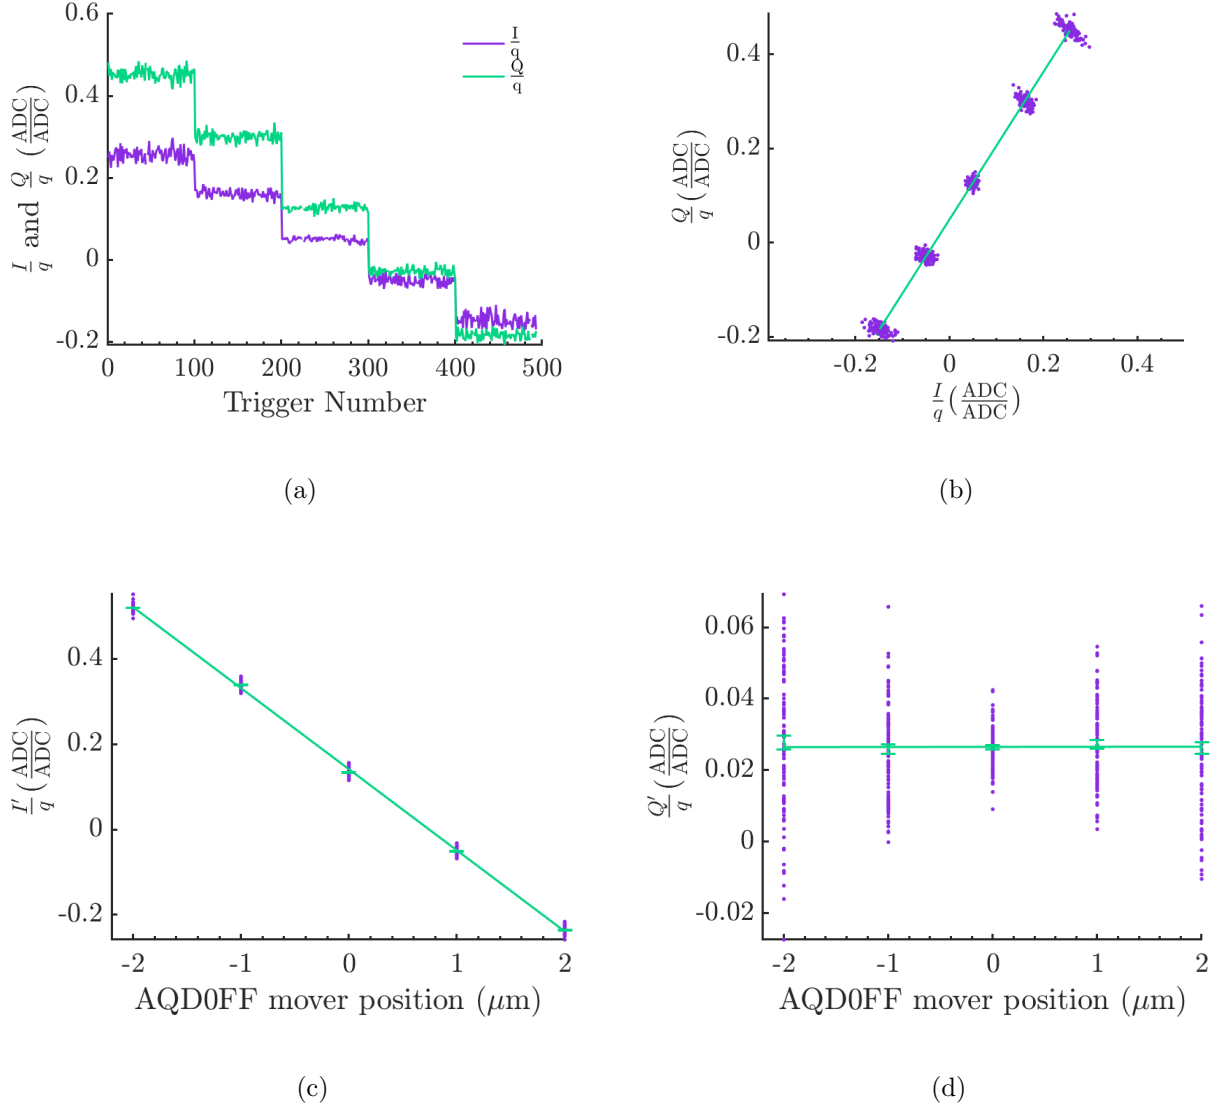 0.6
0.4
0.2
0
-0.2
0 100 200 300 400 500
Trigger Number
I/q and Q/q (ADC/ADC)
I/q
Q/q
(a)
0.4
0.2
0
-0.2
-0.2 0 0.2 0.4
I/q (ADC/ADC)
Q/q (ADC/ADC)
(b)
0.4
0.2
0
-0.2
-2 -1 0 1 2
AQD0FF mover position (μm)
I'/q (ADC/ADC)
(c)
0.06
0.04
0.02
0
-0.02
-2 -1 0 1 2
AQD0FF mover position (μm)
Q'/q (ADC/ADC)
(d)